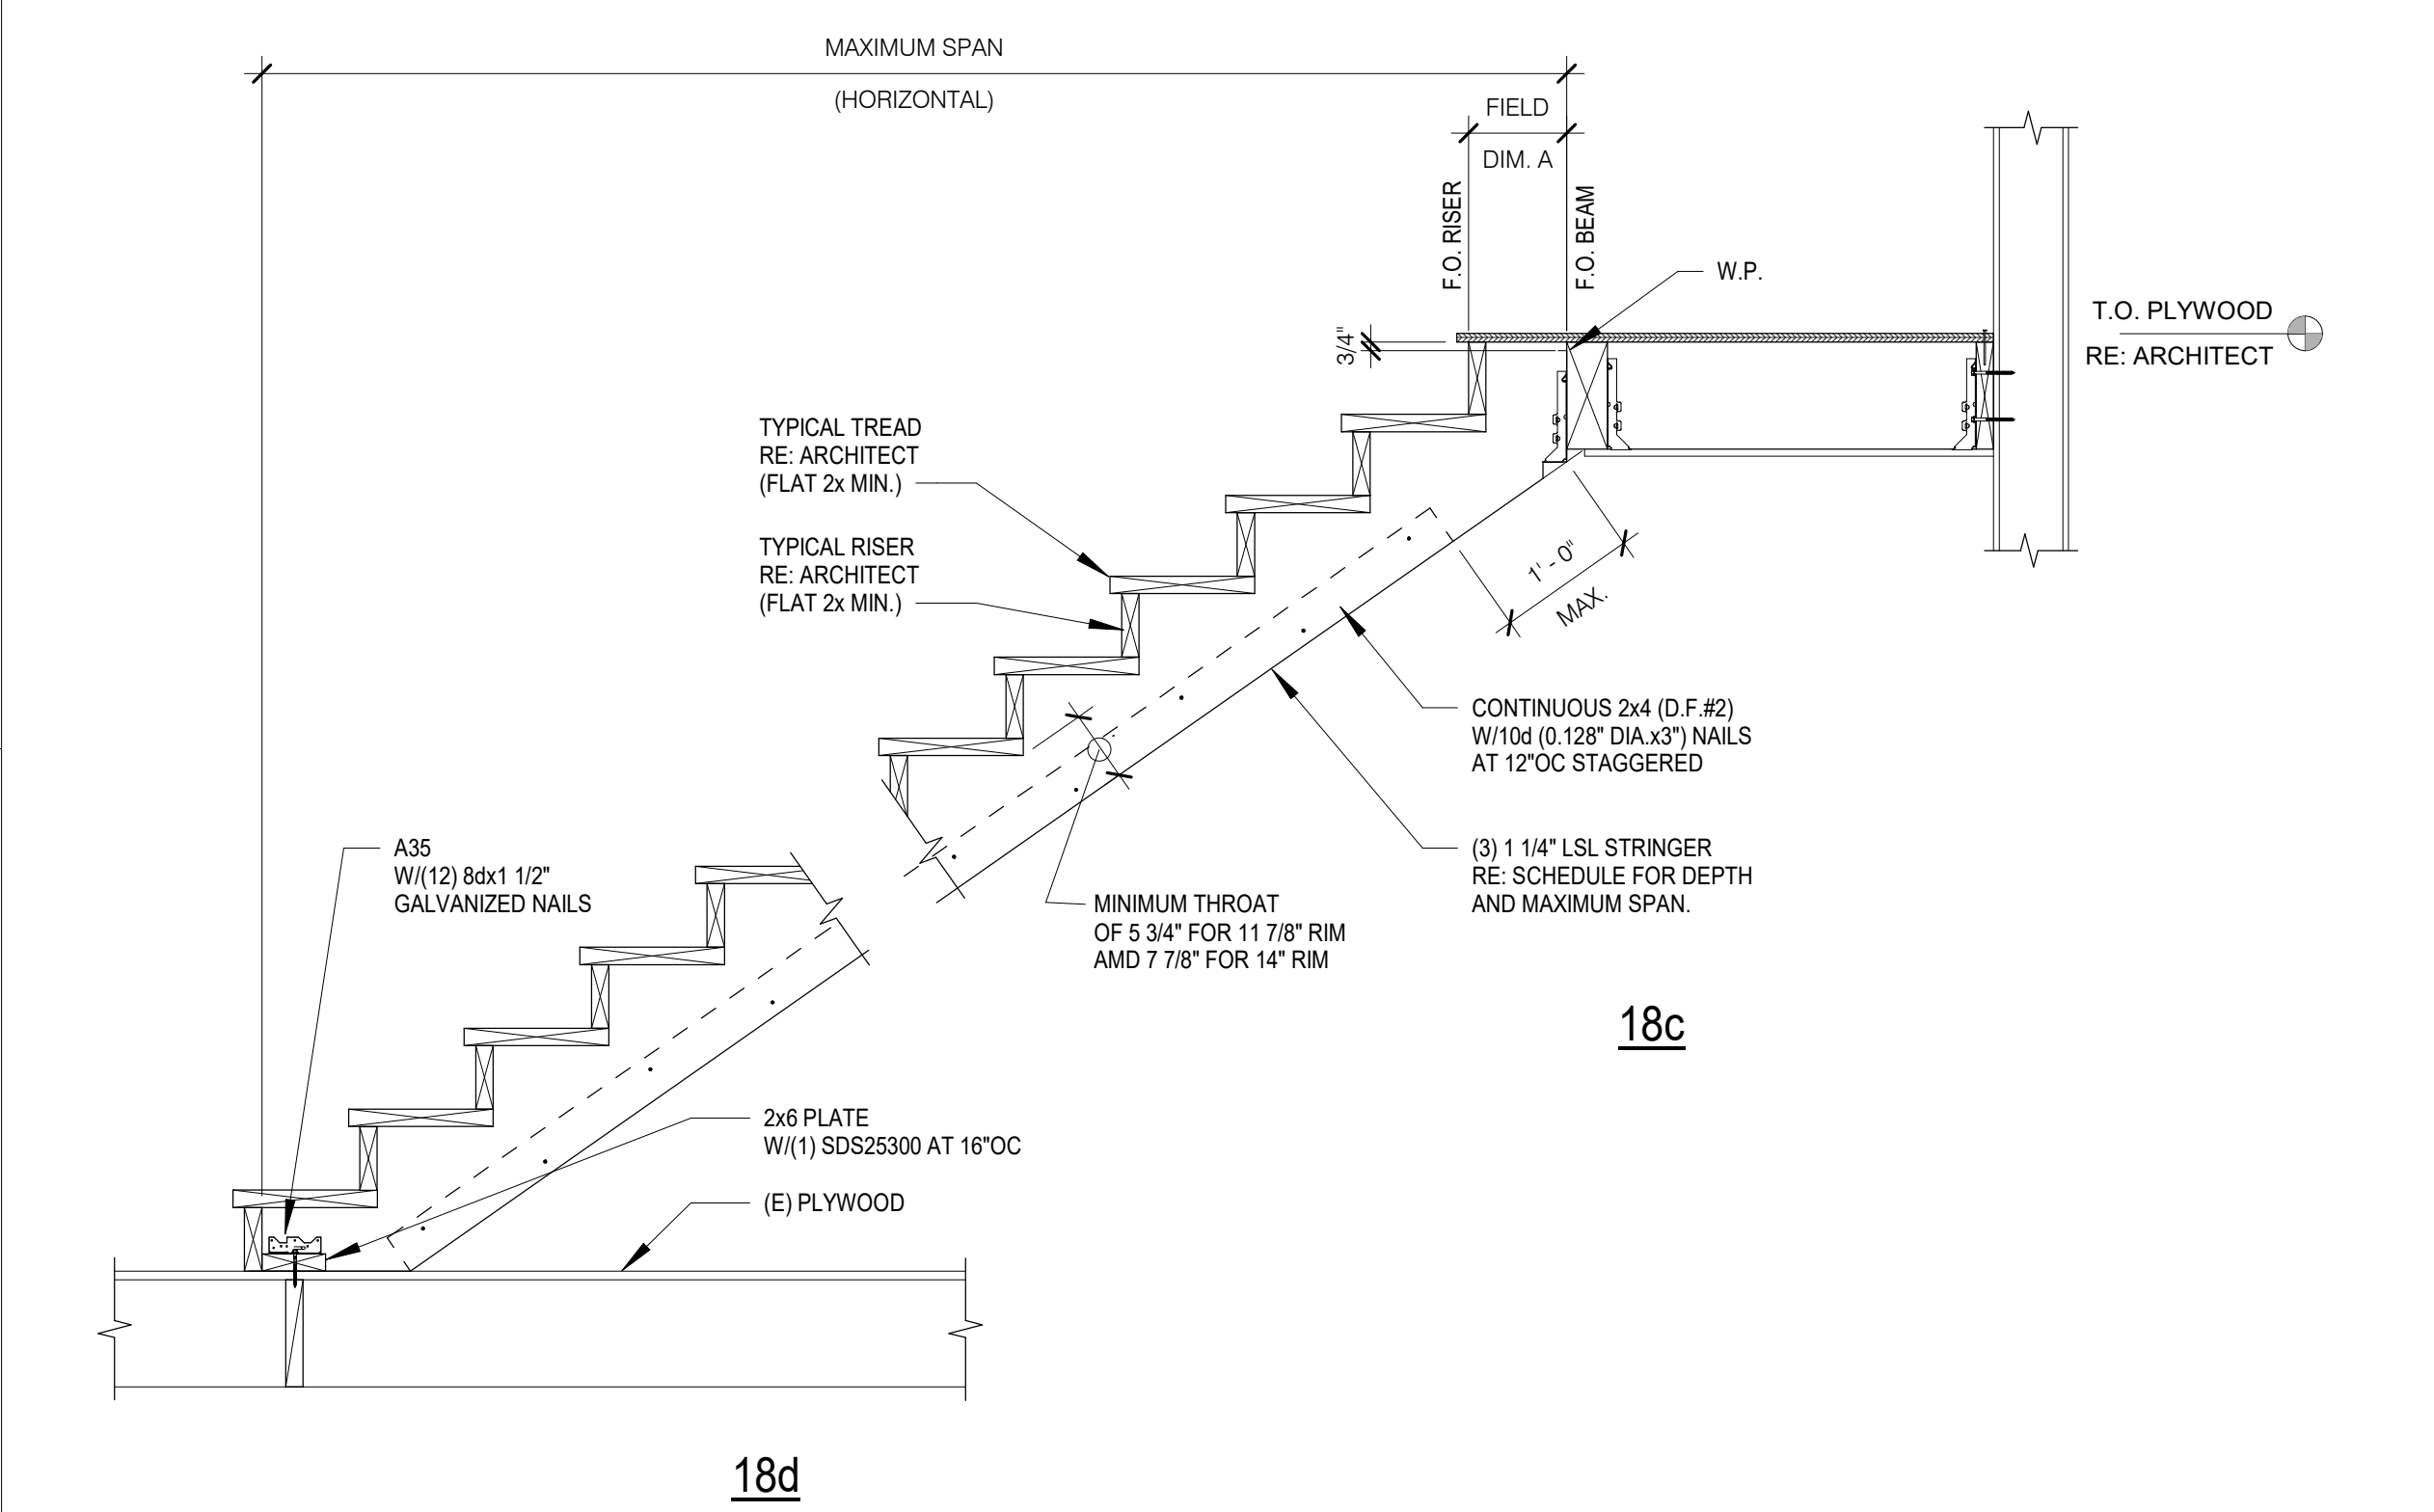 MAXIMUM SPAN
(HORIZONTAL)
FIELD
DIM. A
F.O. RISER
F.O. BEAM
W.P.
T.O. PLYWOOD
RE: ARCHITECT
3/4"
TYPICAL TREAD
RE: ARCHITECT
(FLAT 2x MIN.)
TYPICAL RISER
RE: ARCHITECT
(FLAT 2x MIN.)
1' - 0"
MAX.
CONTINUOUS 2x4 (D.F.#2)
W/10d (0.128" DIA.x3") NAILS
AT 12"OC STAGGERED
(3) 1 1/4" LSL STRINGER
RE: SCHEDULE FOR DEPTH
AND MAXIMUM SPAN.
A35
W/(12) 8dx1 1/2"
GALVANIZED NAILS
MINIMUM THROAT
OF 5 3/4" FOR 11 7/8" RIM
AMD 7 7/8" FOR 14" RIM
18c
2x6 PLATE
W/(1) SDS25300 AT 16"OC
(E) PLYWOOD
18d